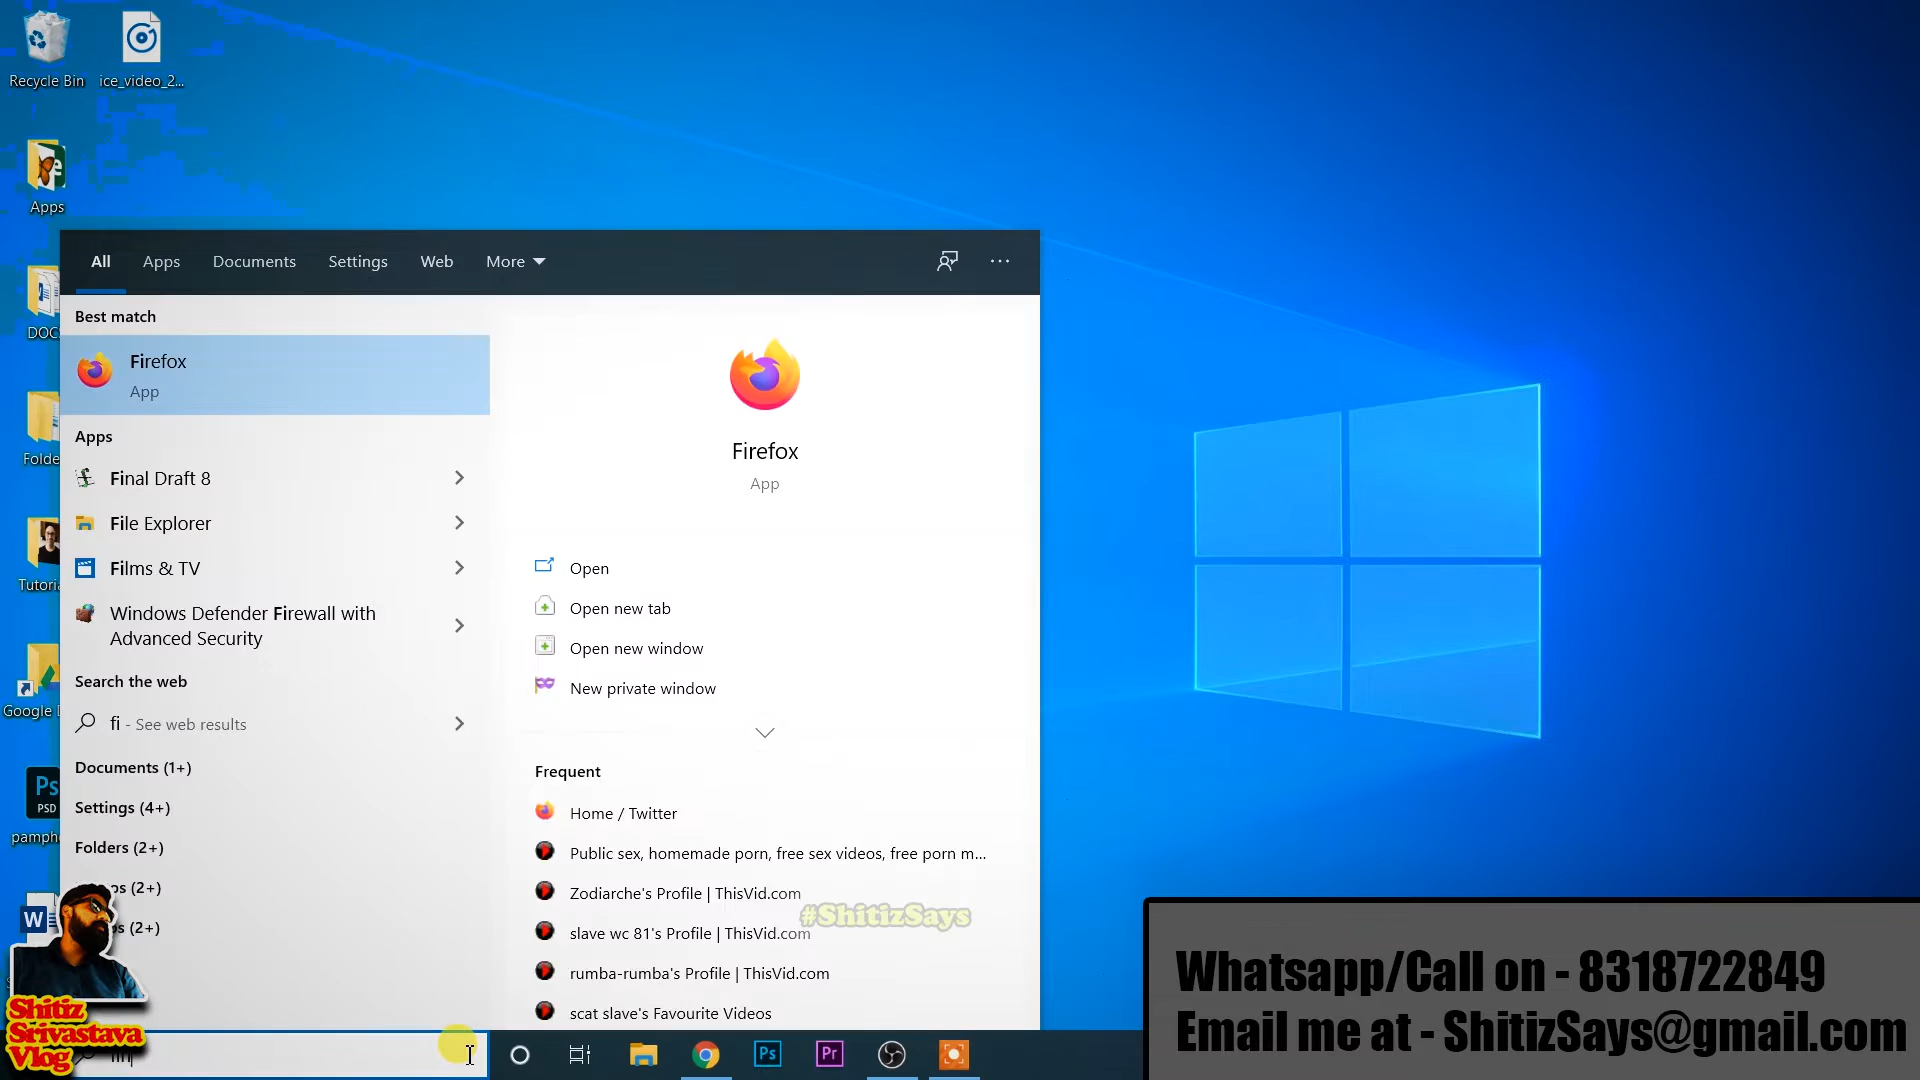 Recycle Bin
ice_video_2...
Apps
All
Apps
Documents
Settings
Web
More
Best match
Firefox
App
Apps
Final Draft 8
File Explorer
Films & TV
Windows Defender Firewall with
Advanced Security
Search the web
fi - See web results
Documents (1+)
Settings (4+)
Folders (2+)
(2+)
(2+)
Firefox
App
Open
Open new tab
Open new window
New private window
Frequent
Home / Twitter
Public sex, homemade porn, free sex videos, free porn m...
Zodiarche's Profile | ThisVid.com
slave wc 81's Profile | ThisVid.com
rumba-rumba's Profile | ThisVid.com
scat slave's Favourite Videos
#ShitizSays
DOC
Folde
Tutoria
Google D
Ps
PSD
pamph
W
Shitiz
Srivastava
Vlog
Ps
Pr
Whatsapp/Call on - 8318722849
Email me at - ShitizSays@gmail.com